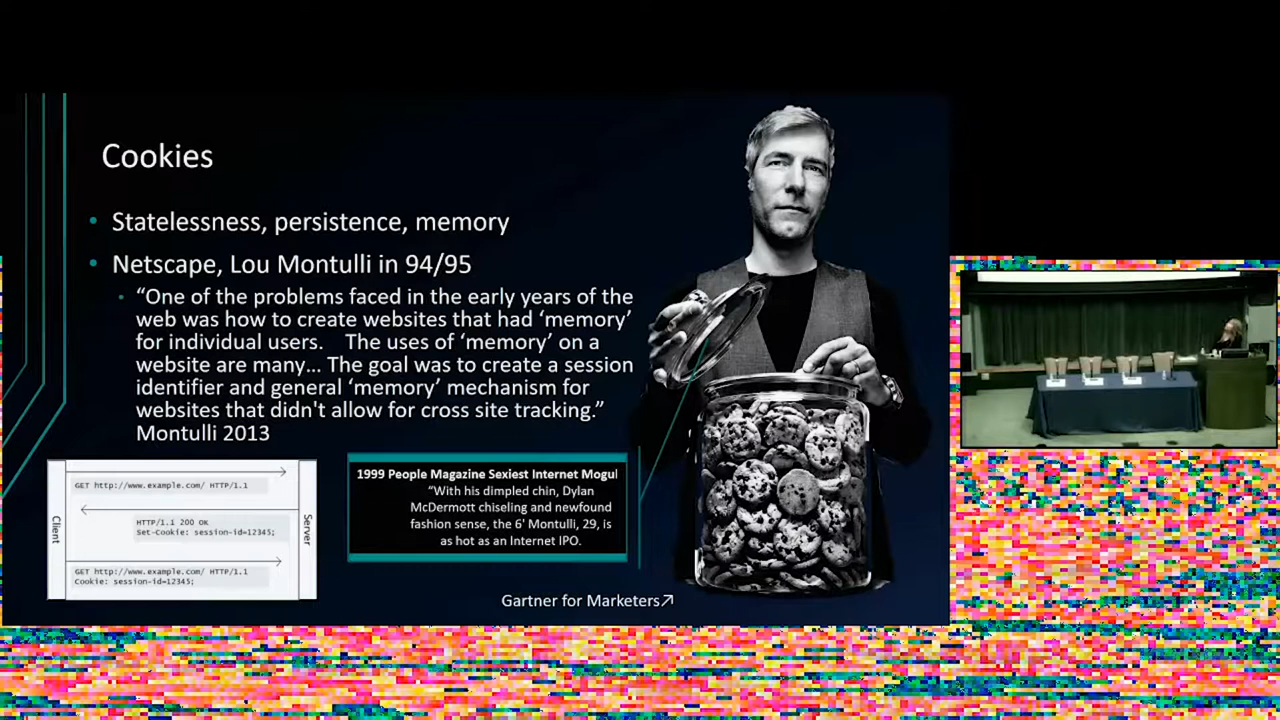 Cookies
• Statelessness, persistence, memory
• Netscape, Lou Montulli in 94/95
• “One of the problems faced in the early years of the
web was how to create websites that had ‘memory’
for individual users. The uses of ‘memory’ on a
website are many... The goal was to create a session
identifier and general ‘memory’ mechanism for
websites that didn't allow for cross site tracking.”
Montulli 2013
Client
GET http://www.example.com/ HTTP/1.1
HTTP/1.1 200 OK
Set-Cookie: session-id=12345;
GET http://www.example.com/ HTTP/1.1
Cookie: session-id=12345;
Server
1999 People Magazine Sexiest Internet Mogul
“With his dimpled chin, Dylan
McDermott chiseling and newfound
fashion sense, the 6' Montulli, 29, is
as hot as an Internet IPO.
Gartner for Marketers↗